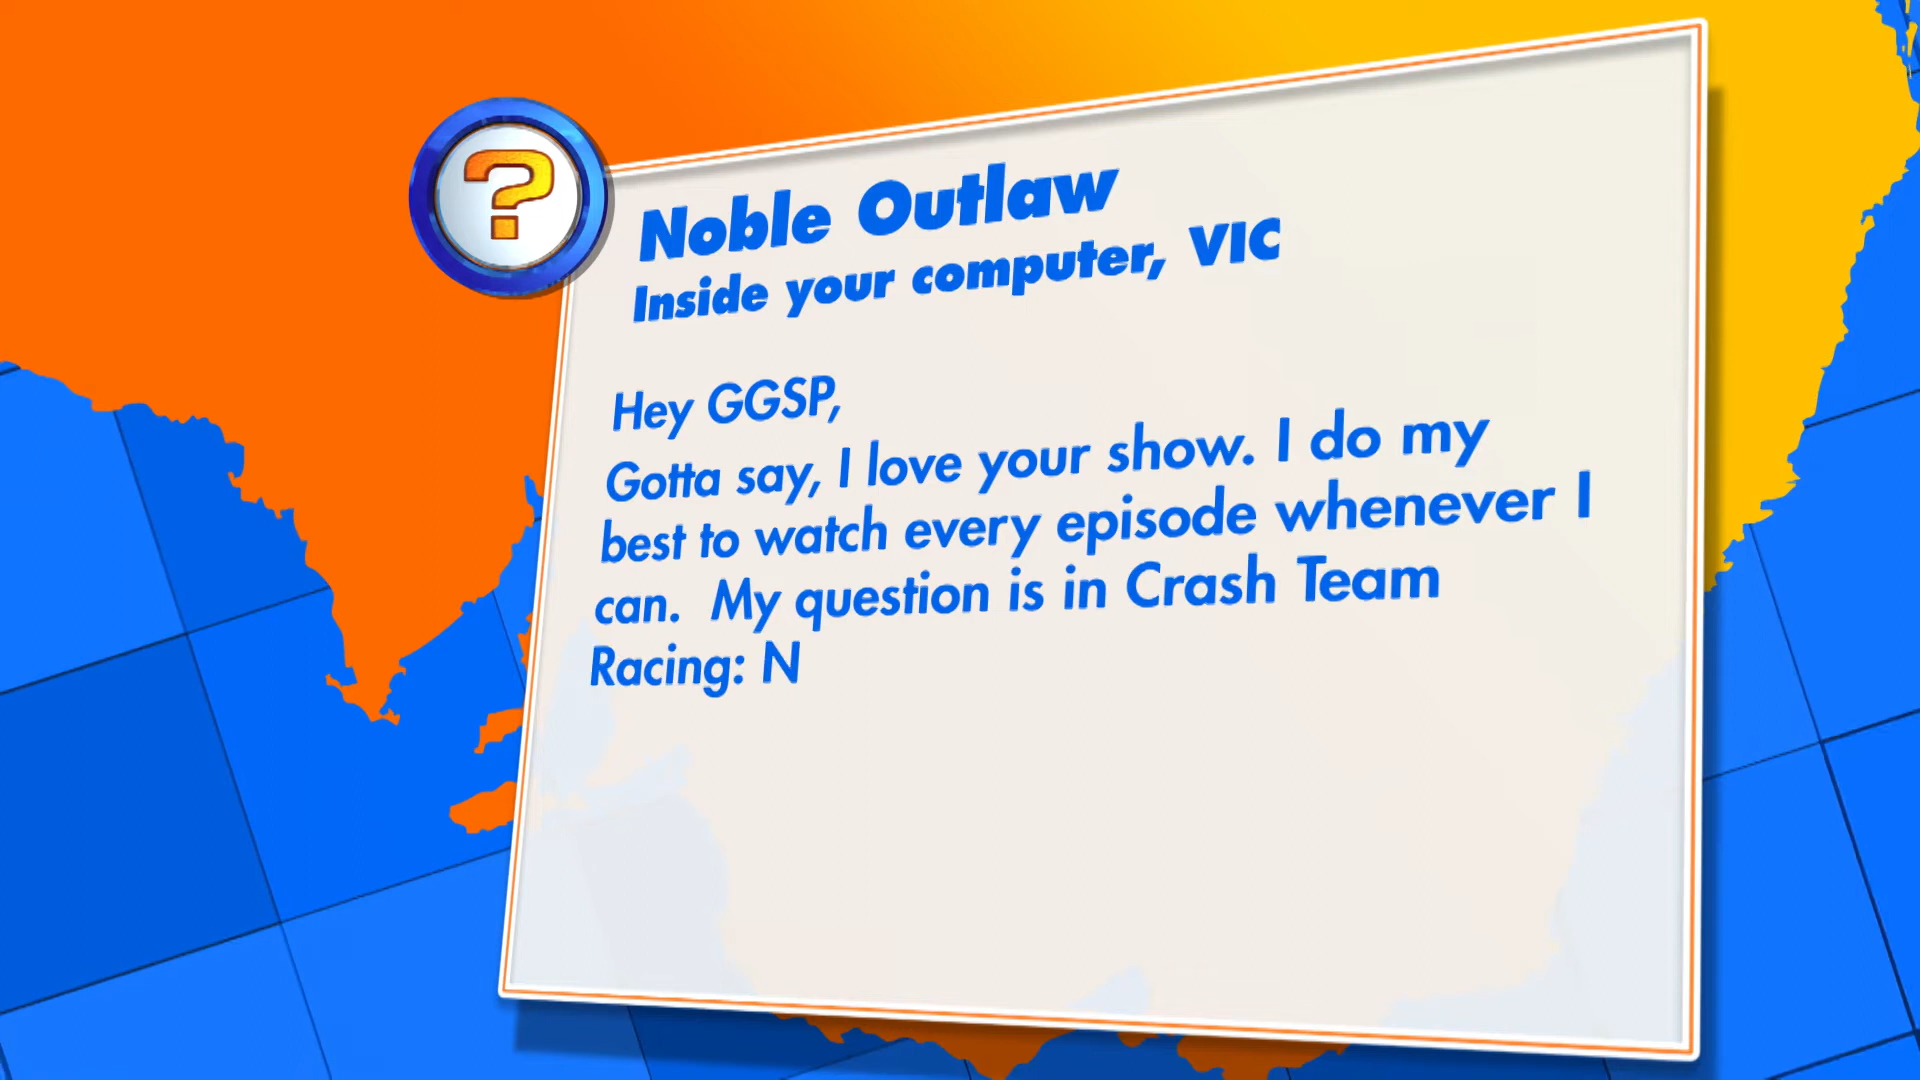 ?
Noble Outlaw
Inside your computer, VIC
Hey GGSP,
Gotta say, I love your show. I do my
best to watch every episode whenever I
can.  My question is in Crash Team
Racing: N